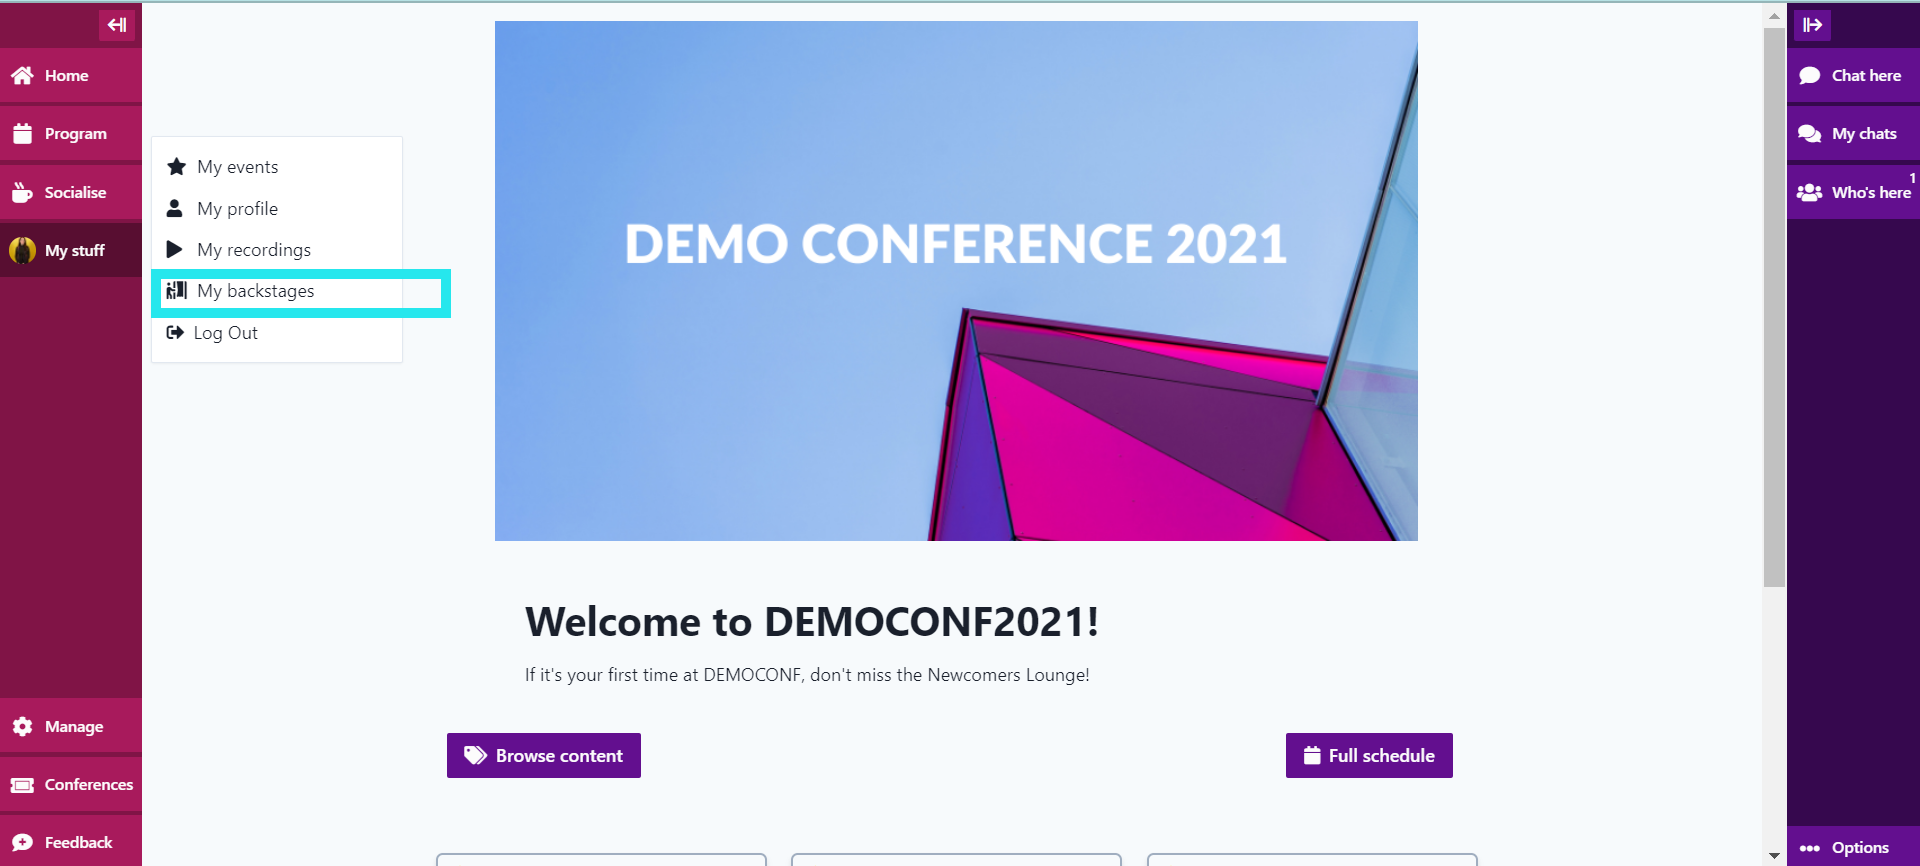 Home
Program
Socialise
My stuff
My events
My profile
My recordings
My backstages
Log Out
Manage
Conferences
Feedback
DEMO CONFERENCE 2021
Welcome to DEMOCONF2021!
If it's your first time at DEMOCONF, don't miss the Newcomers Lounge!
Browse content
Full schedule
Chat here
My chats
1
Who's here
Options